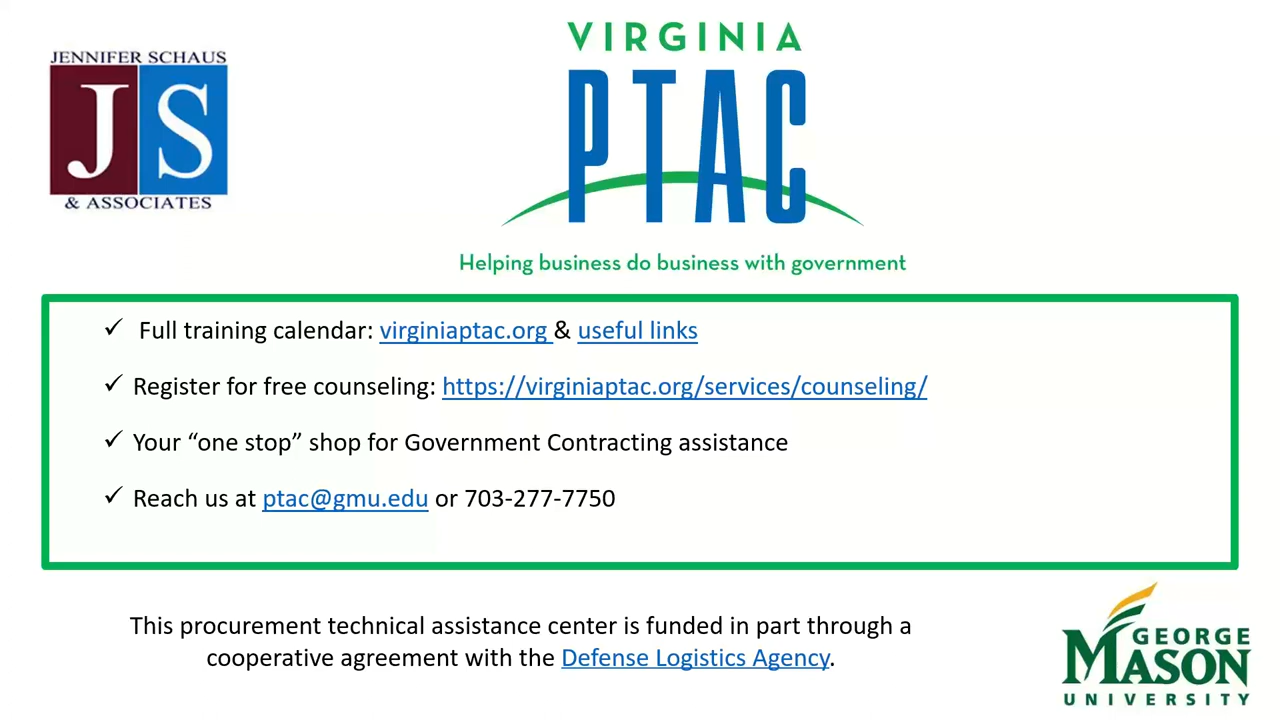 JENNIFER SCHAUS
JS
& ASSOCIATES
VIRGINIA
PTAC
Helping business do business with government
✓ Full training calendar: virginiaptac.org & useful links
✓ Register for free counseling: https://virginiaptac.org/services/counseling/
✓ Your “one stop” shop for Government Contracting assistance
✓ Reach us at ptac@gmu.edu or 703-277-7750
This procurement technical assistance center is funded in part through a
cooperative agreement with the Defense Logistics Agency.
GEORGE
MASON
UNIVERSITY